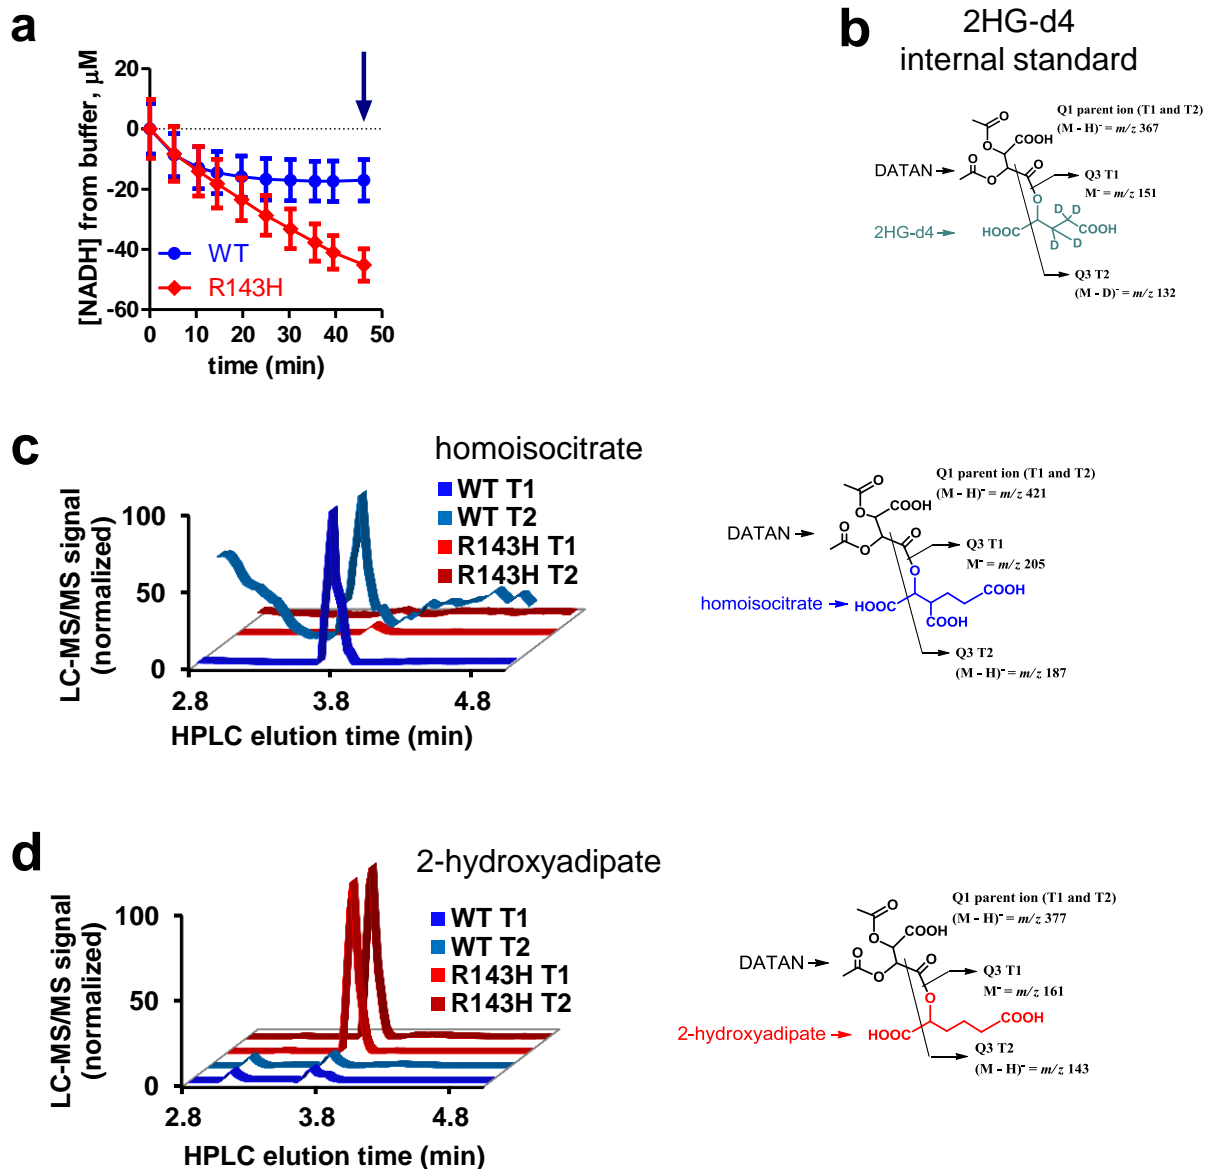 a
[NADH] from buffer, μM
20
0
-20
-40
-60
WT
R143H
0 10 20 30 40 50
time (min)
b
2HG-d4
internal standard
Q1 parent ion (T1 and T2)
(M - H)⁻ = m/z 367
O
O
COOH
DATAN
O
O
O
Q3 T1
M⁻ = m/z 151
O
D D
2HG-d4
HOOC
COOH
D D
Q3 T2
(M - D)⁻ = m/z 132
c
homoisocitrate
LC-MS/MS signal
(normalized)
WT T1
WT T2
R143H T1
R143H T2
100
50
0
2.8 3.8 4.8
HPLC elution time (min)
Q1 parent ion (T1 and T2)
(M - H)⁻ = m/z 421
O
O
COOH
DATAN
O
O
O
Q3 T1
M⁻ = m/z 205
O
COOH
homoisocitrate
HOOC
COOH
Q3 T2
(M - H)⁻ = m/z 187
d
2-hydroxyadipate
LC-MS/MS signal
(normalized)
WT T1
WT T2
R143H T1
R143H T2
100
50
0
2.8 3.8 4.8
HPLC elution time (min)
Q1 parent ion (T1 and T2)
(M - H)⁻ = m/z 377
O
O
COOH
DATAN
O
O
O
Q3 T1
M⁻ = m/z 161
O
COOH
2-hydroxyadipate
HOOC
Q3 T2
(M - H)⁻ = m/z 143